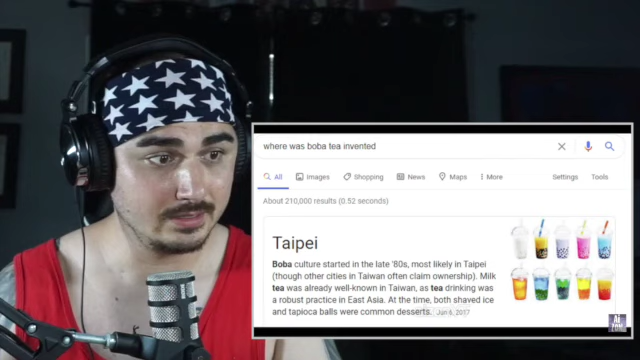 where was boba tea invented
All
Images
Shopping
News
Maps
More
Settings
Tools
About 210,000 results (0.52 seconds)
Taipei
Boba culture started in the late '80s, most likely in Taipei
(though other cities in Taiwan often claim ownership). Milk
tea was already well-known in Taiwan, as tea drinking was
a robust practice in East Asia. At the time, both shaved ice
and tapioca balls were common desserts. Jun 6, 2017